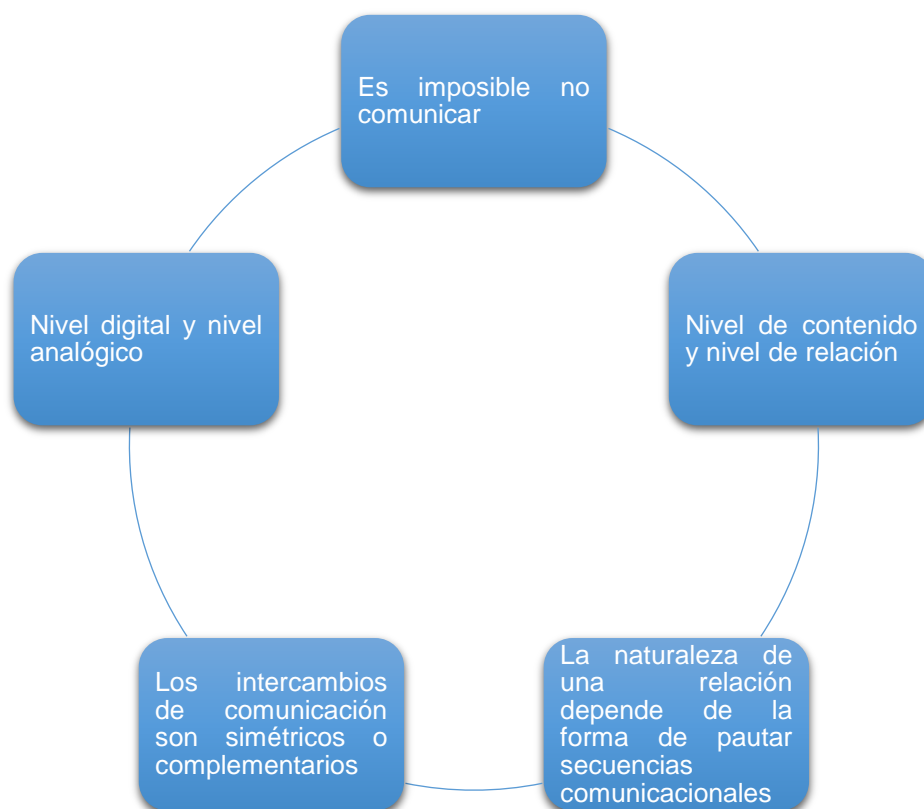 Es imposible no
comunicar
Nivel de contenido
y nivel de relación
La naturaleza de
una relación
depende de la
forma de pautar
secuencias
comunicacionales
Los intercambios
de comunicación
son simétricos o
complementarios
Nivel digital y nivel
analógico